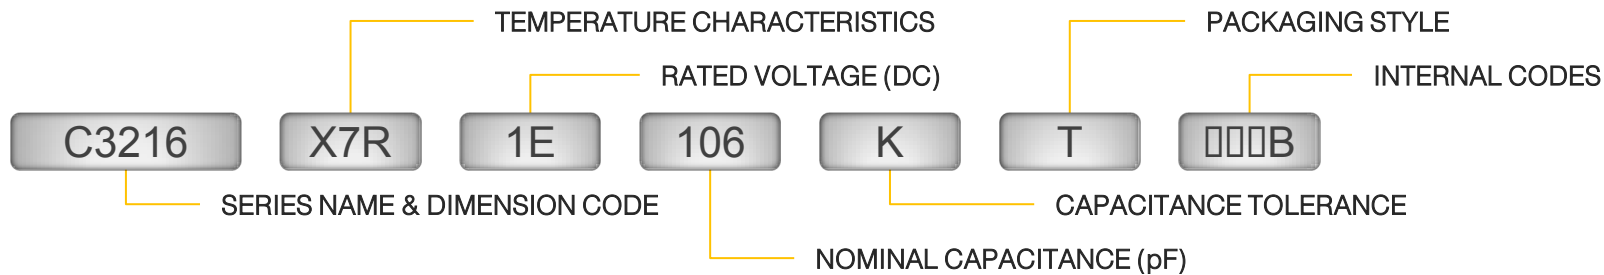 TEMPERATURE CHARACTERISTICS
PACKAGING STYLE
RATED VOLTAGE (DC)
INTERNAL CODES
C3216 X7R 1E 106 K T ▯▯▯B
SERIES NAME & DIMENSION CODE
CAPACITANCE TOLERANCE
NOMINAL CAPACITANCE (pF)